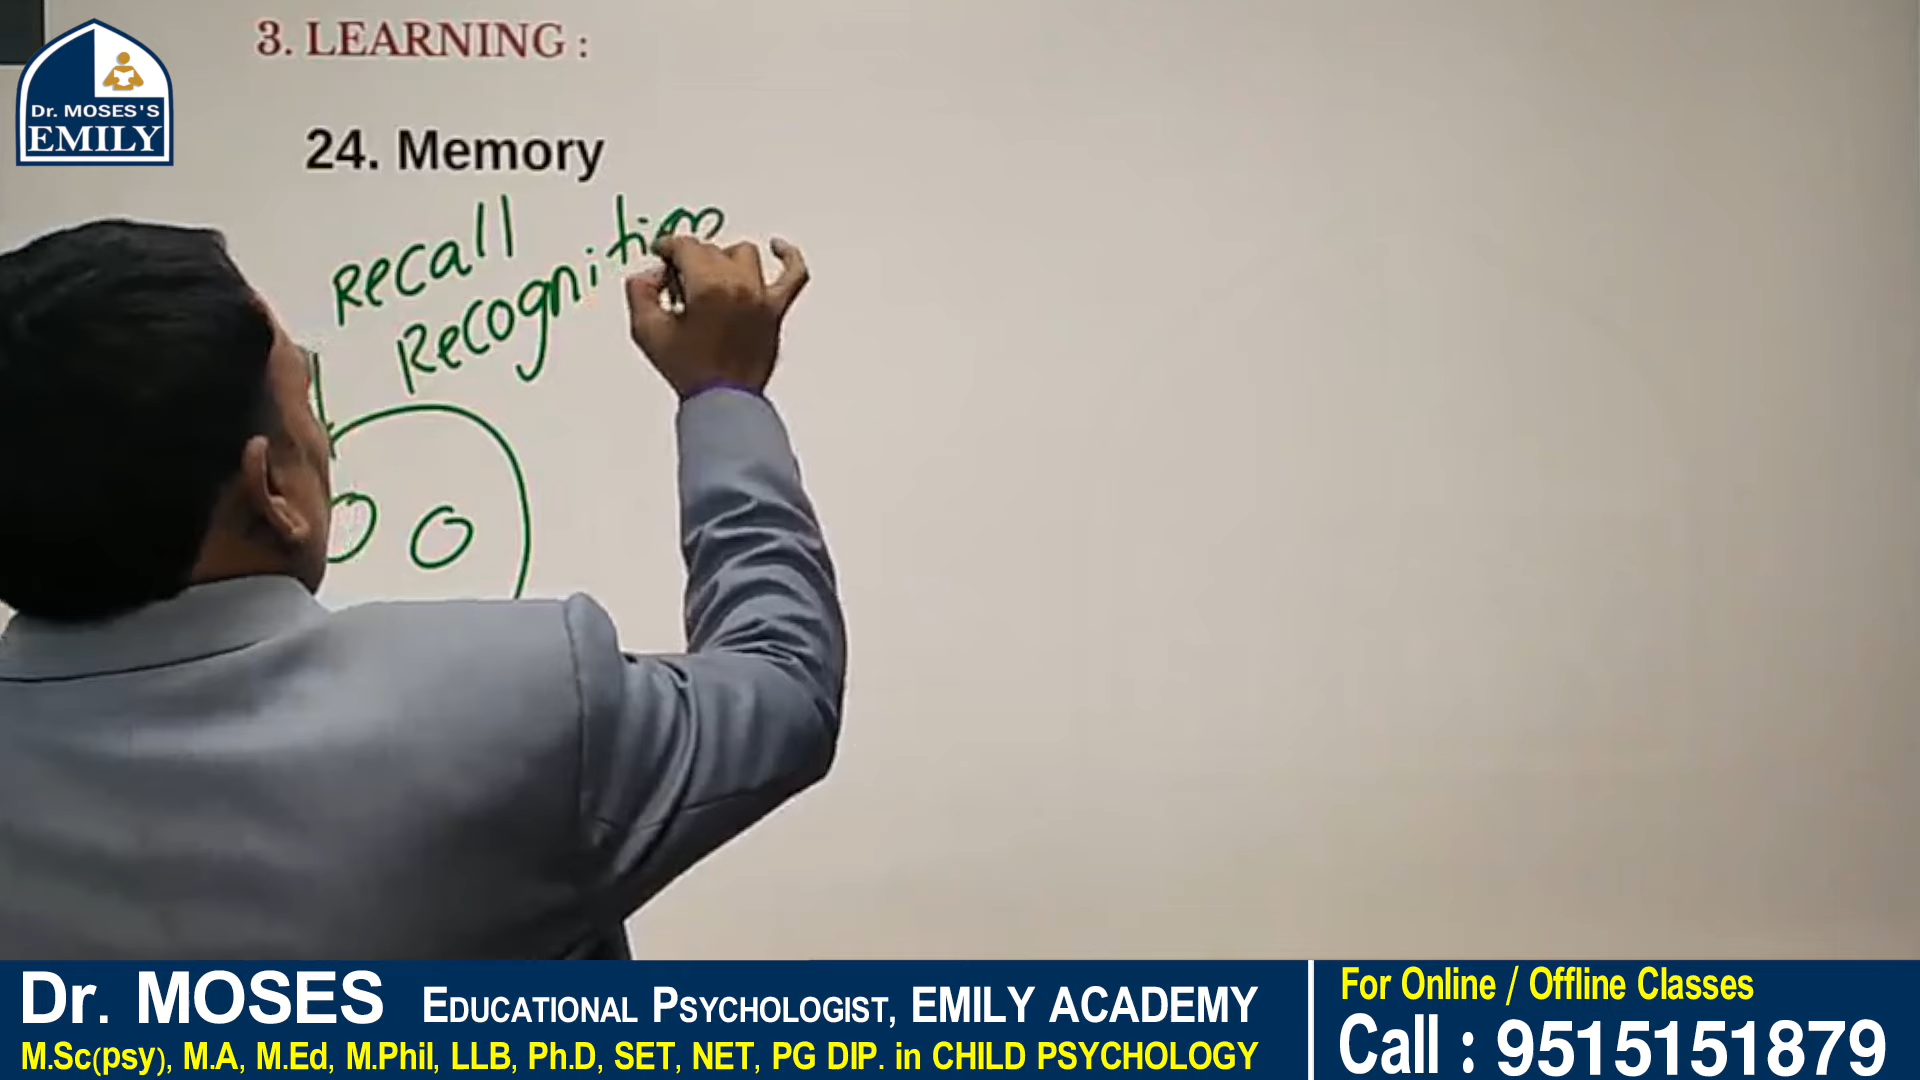 3. LEARNING :
Dr. MOSES'S
EMILY
24. Memory
Recall
Recognition
Dr. MOSES EDUCATIONAL PSYCHOLOGIST, EMILY ACADEMY
M.Sc(psy), M.A, M.Ed, M.Phil, LLB, Ph.D, SET, NET, PG DIP. in CHILD PSYCHOLOGY
For Online / Offline Classes
Call : 9515151879